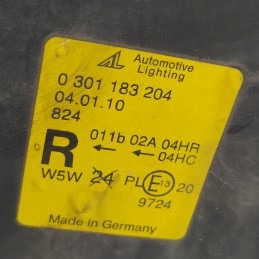 AL Automotive
Lighting
0 301 183 204
04.01.10
824
R 011b 02A 04HR
← ←04HC
W5W 24 PL E13 20
9724
Made in Germany